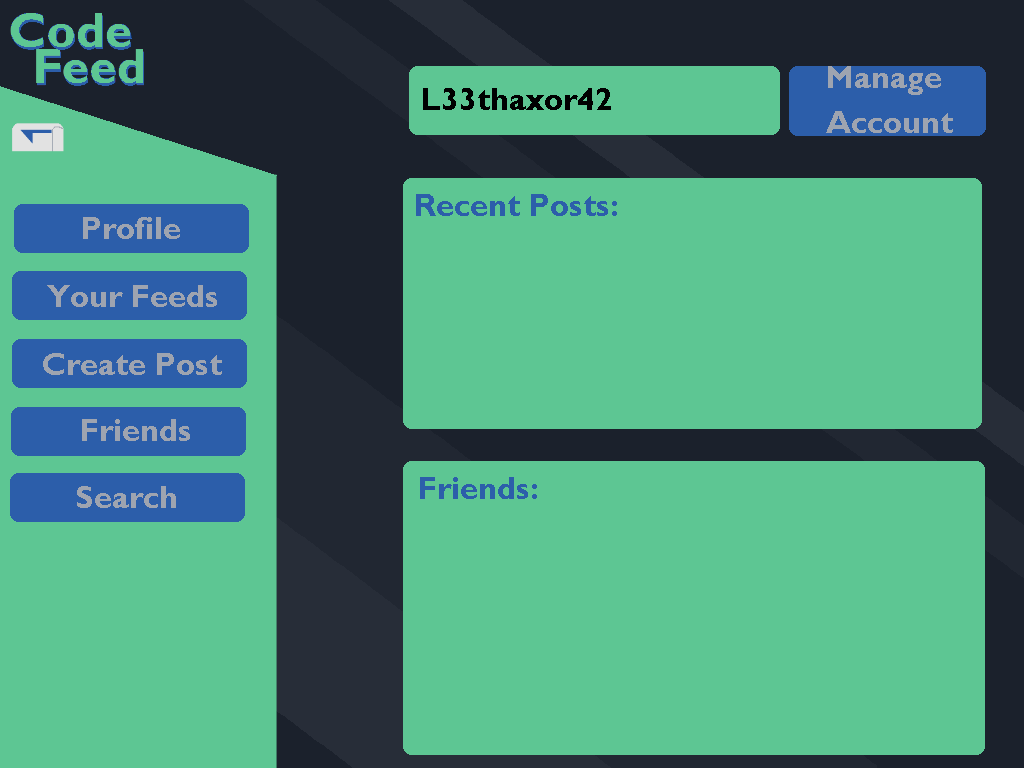 Code
Feed
L33thaxor42
Manage
Account
Profile
Your Feeds
Create Post
Friends
Search
Recent Posts:
Friends: